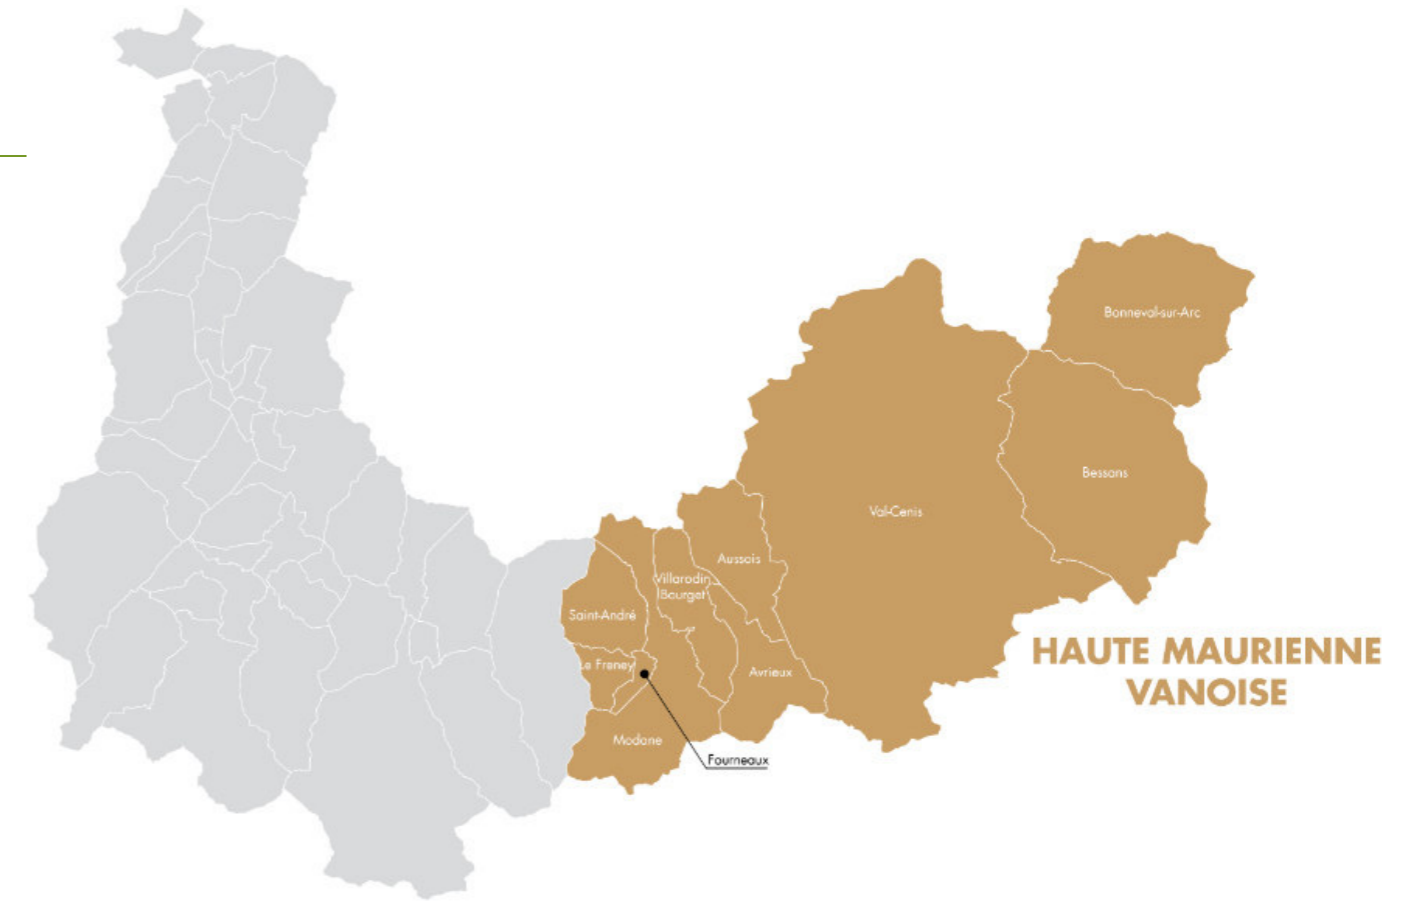 Bonneval-sur-Arc
Bessans
Val-Cenis
Aussois
Villarodin
Bourget
Saint-André
Le Freney
Avrieux
HAUTE MAURIENNE
VANOISE
Modane
Fourneaux